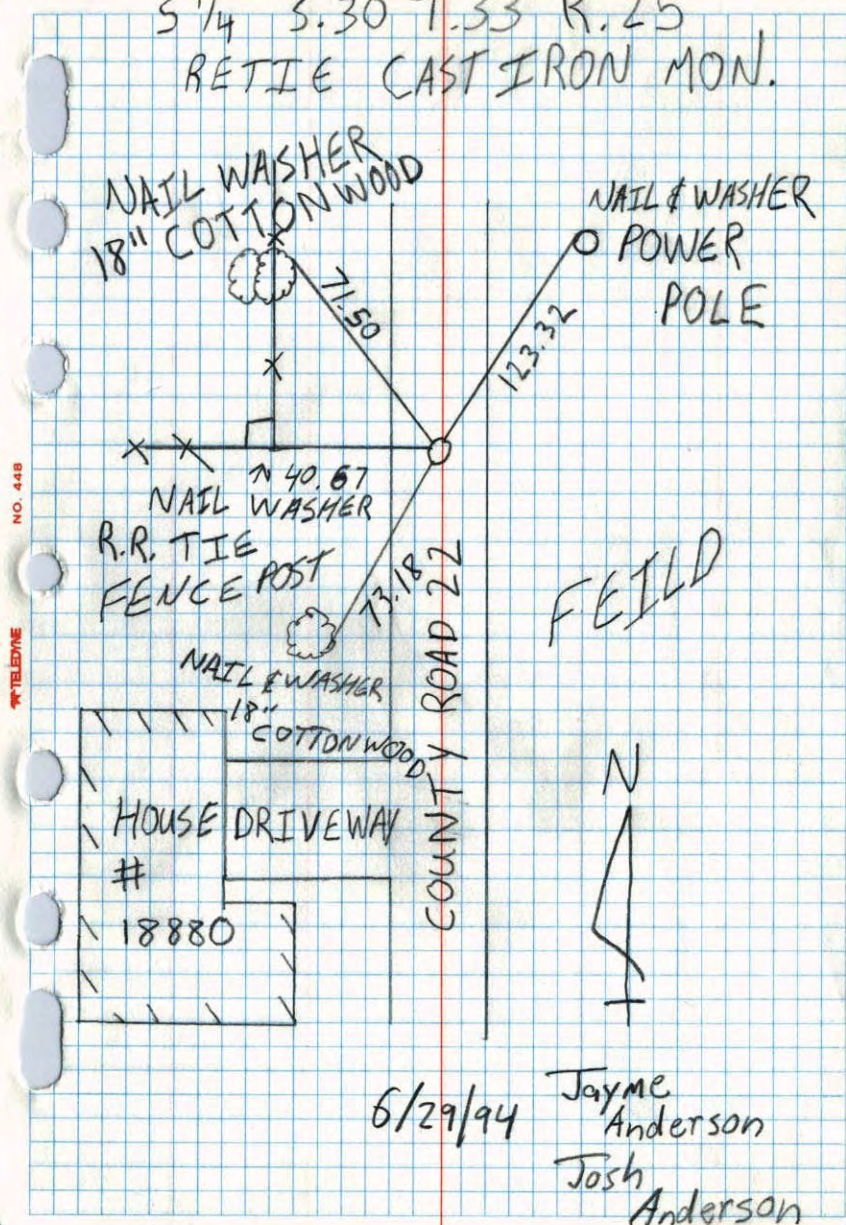 S 1/4 S.30 T.33 R.25
RETIE CAST IRON MON.
NAIL WASHER
18" COTTONWOOD
NAIL & WASHER
POWER
POLE
71.50
123.32
~ 40.67
NAIL WASHER
R.R. TIE
FENCE POST
73.18
NAIL & WASHER
18"
COTTONWOOD
COUNTY ROAD 22
FEILD
N
HOUSE
#
18880
DRIVEWAY
6/29/94
Jayme
Anderson
Josh
Anderson
NO. 448
TELEDYNE